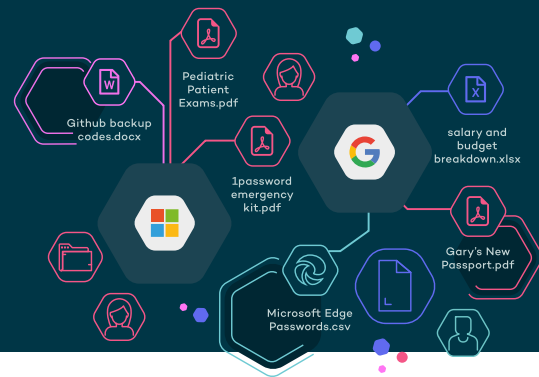 Pediatric
Patient
Exams.pdf
Github backup
codes.docx
W
X
salary and
budget
breakdown.xlsx
1password
emergency
kit.pdf
G
Gary's New
Passport.pdf
Microsoft Edge
Passwords.csv